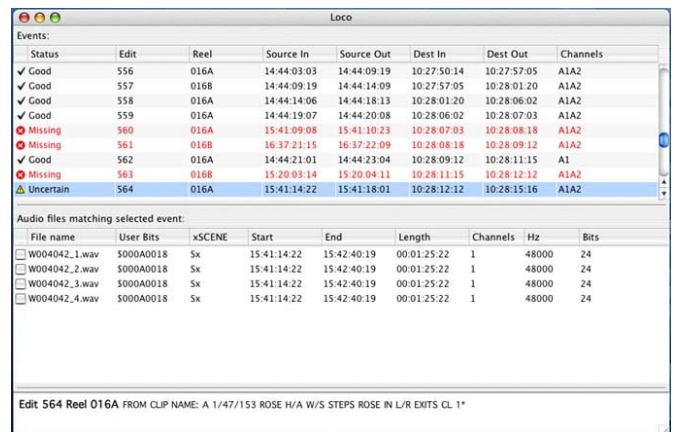 Loco
Events:
Status Edit Reel Source In Source Out Dest In Dest Out Channels
Good 556 016A 14:44:03:03 14:44:09:19 10:27:50:14 10:27:57:05 A1A2
Good 557 016B 14:44:09:19 14:44:14:09 10:27:57:05 10:28:01:20 A1A2
Good 558 016A 14:44:14:06 14:44:18:13 10:28:01:20 10:28:06:02 A1A2
Good 559 016A 14:44:19:07 14:44:20:08 10:28:06:02 10:28:07:03 A1A2
Missing 560 016A 15:41:09:08 15:41:10:23 10:28:07:03 10:28:08:18 A1A2
Missing 561 016B 16:37:21:15 16:37:22:09 10:28:08:18 10:28:09:12 A1A2
Good 562 016A 14:44:21:01 14:44:23:04 10:28:09:12 10:28:11:15 A1
Missing 563 016B 15:20:03:14 15:20:04:11 10:28:11:15 10:28:12:12 A1A2
Uncertain 564 016A 15:41:14:22 15:41:18:01 10:28:12:12 10:28:15:16 A1A2
Audio files matching selected event:
File name User Bits xSCENE Start End Length Channels Hz Bits
W004042_1.wav $000A0018 Sx 15:41:14:22 15:42:40:19 00:01:25:22 1 48000 24
W004042_2.wav $000A0018 Sx 15:41:14:22 15:42:40:19 00:01:25:22 1 48000 24
W004042_3.wav $000A0018 Sx 15:41:14:22 15:42:40:19 00:01:25:22 1 48000 24
W004042_4.wav $000A0018 Sx 15:41:14:22 15:42:40:19 00:01:25:22 1 48000 24
Edit 564 Reel 016A FROM CLIP NAME: A 1/47/153 ROSE H/A W/S STEPS ROSE IN L/R EXITS CL 1*